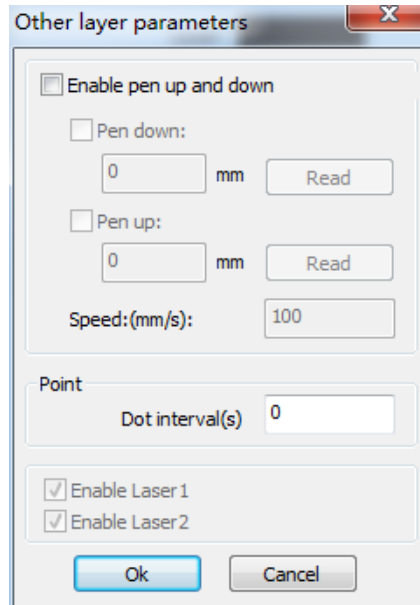 Other layer parameters
Enable pen up and down
Pen down:
0 mm Read
Pen up:
0 mm Read
Speed:(mm/s): 100
Point
Dot interval(s) 0
Enable Laser1
Enable Laser2
Ok Cancel